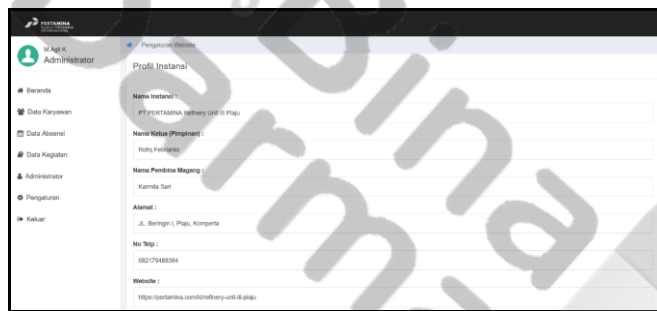 PERTAMINA
M.Agil K
Administrator
Beranda
Data Karyawan
Data Absensi
Data Kegiatan
Administrator
Pengaturan
Keluar
/ Pengaturan Website
Profil Instansi
Nama Instansi :
PT PERTAMINA Refinery Unit III Plaju
Nama Ketua (Pimpinan) :
Nama Pembina Magang :
Karmila Sari
Alamat :
JL. Beringin I, Plaju, Komperta
No Telp :
082179488384
Website :
https://pertamina.com/id/refinery-unit-iii-plaju
Bina
Darma